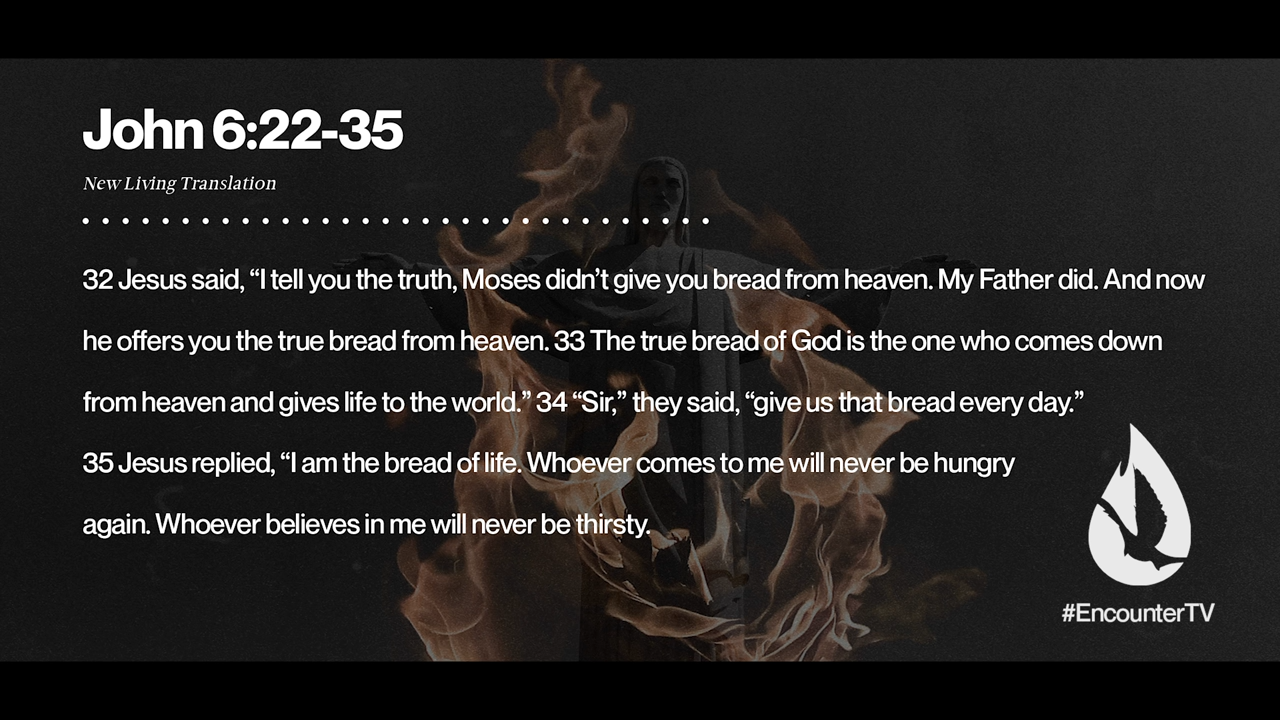 John 6:22-35
New Living Translation
32 Jesus said, “I tell you the truth, Moses didn’t give you bread from heaven. My Father did. And now
he offers you the true bread from heaven. 33 The true bread of God is the one who comes down
from heaven and gives life to the world.” 34 “Sir,” they said, “give us that bread every day.”
35 Jesus replied, “I am the bread of life. Whoever comes to me will never be hungry
again. Whoever believes in me will never be thirsty.
#EncounterTV